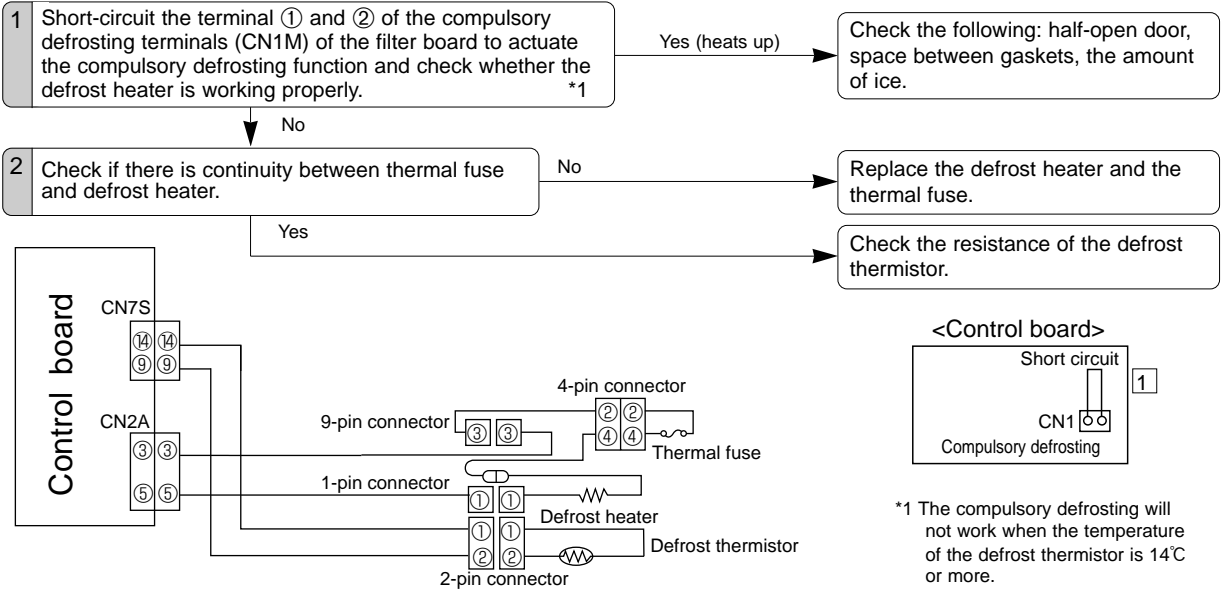 1
Short-circuit the terminal ① and ② of the compulsory
defrosting terminals (CN1M) of the filter board to actuate
the compulsory defrosting function and check whether the
defrost heater is working properly. *1
Yes (heats up)
Check the following: half-open door,
space between gaskets, the amount
of ice.
No
2
Check if there is continuity between thermal fuse
and defrost heater.
No
Replace the defrost heater and the
thermal fuse.
Yes
Check the resistance of the defrost
thermistor.
Control board
CN7S
⑭ ⑭
⑨ ⑨
CN2A
③ ③
⑤ ⑤
9-pin connector
③ ③
4-pin connector
② ②
④ ④
Thermal fuse
1-pin connector
① ①
Defrost heater
① ①
② ②
Defrost thermistor
2-pin connector
<Control board>
Short circuit
1
CN1
Compulsory defrosting
*1 The compulsory defrosting will
not work when the temperature
of the defrost thermistor is 14℃
or more.